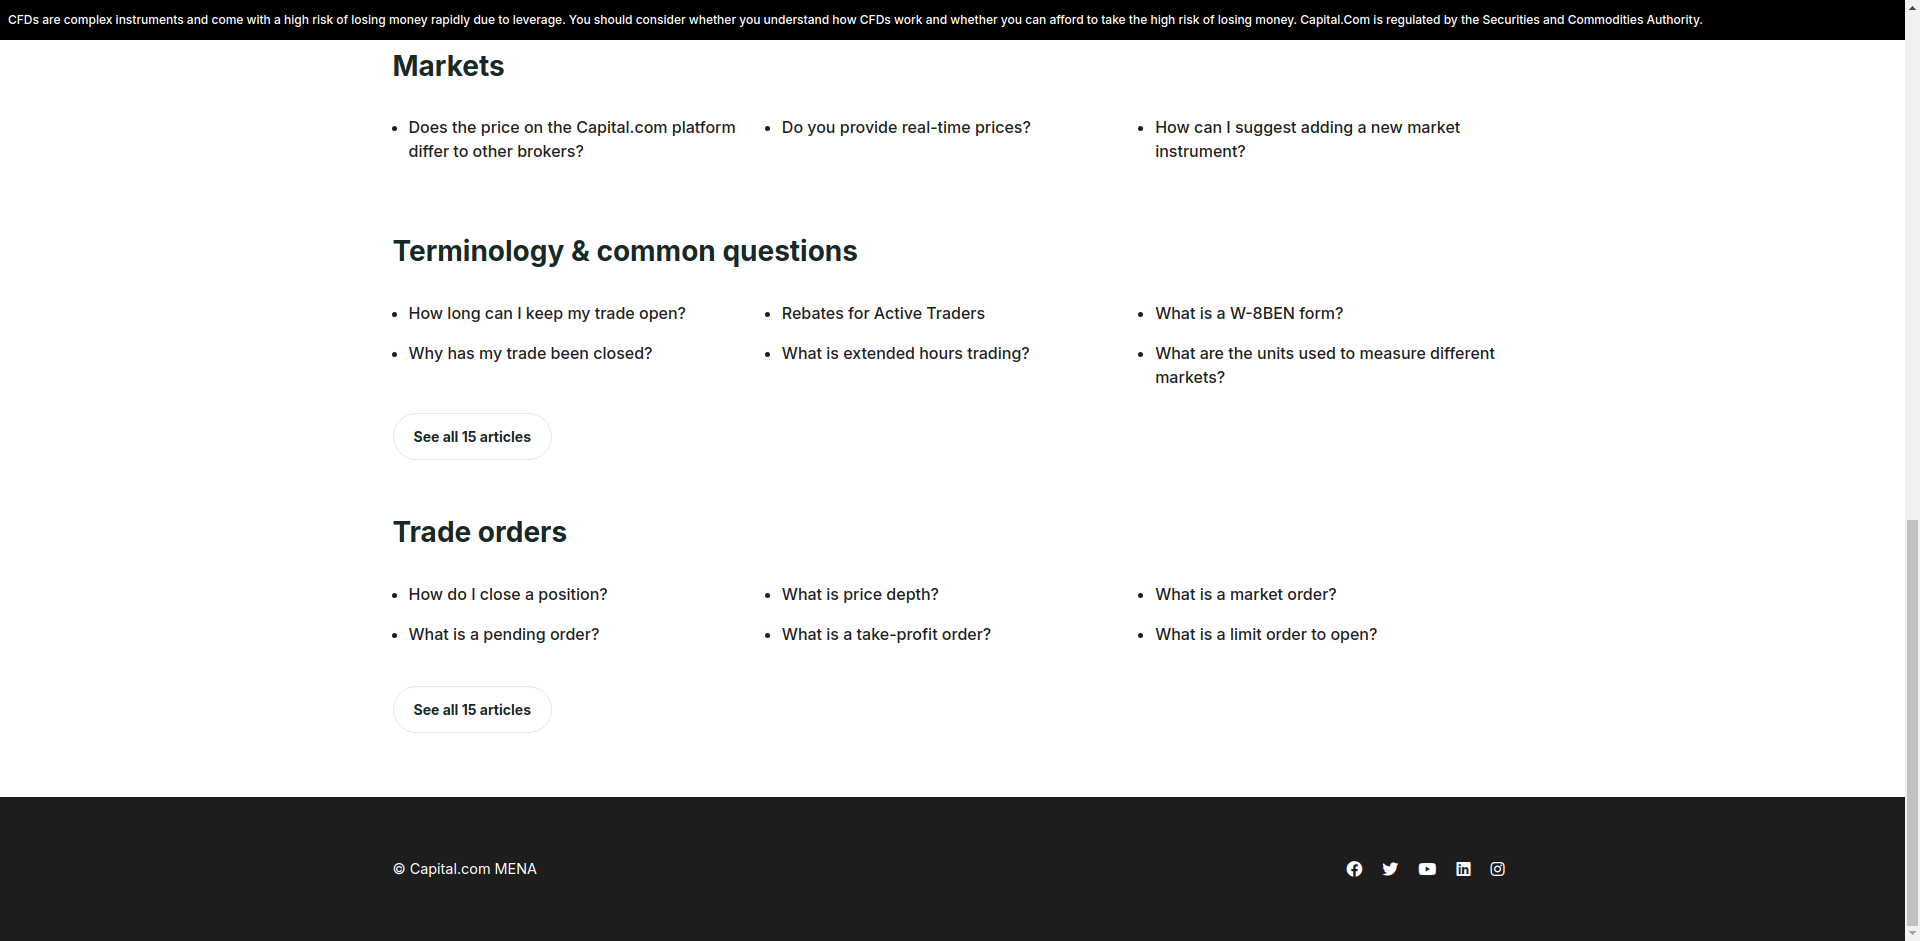 CFDs are complex instruments and come with a high risk of losing money rapidly due to leverage. You should consider whether you understand how CFDs work and whether you can afford to take the high risk of losing money. Capital.Com is regulated by the Securities and Commodities Authority.
Markets
Does the price on the Capital.com platform
differ to other brokers?
Do you provide real-time prices?
How can I suggest adding a new market
instrument?
Terminology & common questions
How long can I keep my trade open?
Rebates for Active Traders
What is a W-8BEN form?
Why has my trade been closed?
What is extended hours trading?
What are the units used to measure different
markets?
See all 15 articles
Trade orders
How do I close a position?
What is price depth?
What is a market order?
What is a pending order?
What is a take-profit order?
What is a limit order to open?
See all 15 articles
© Capital.com MENA